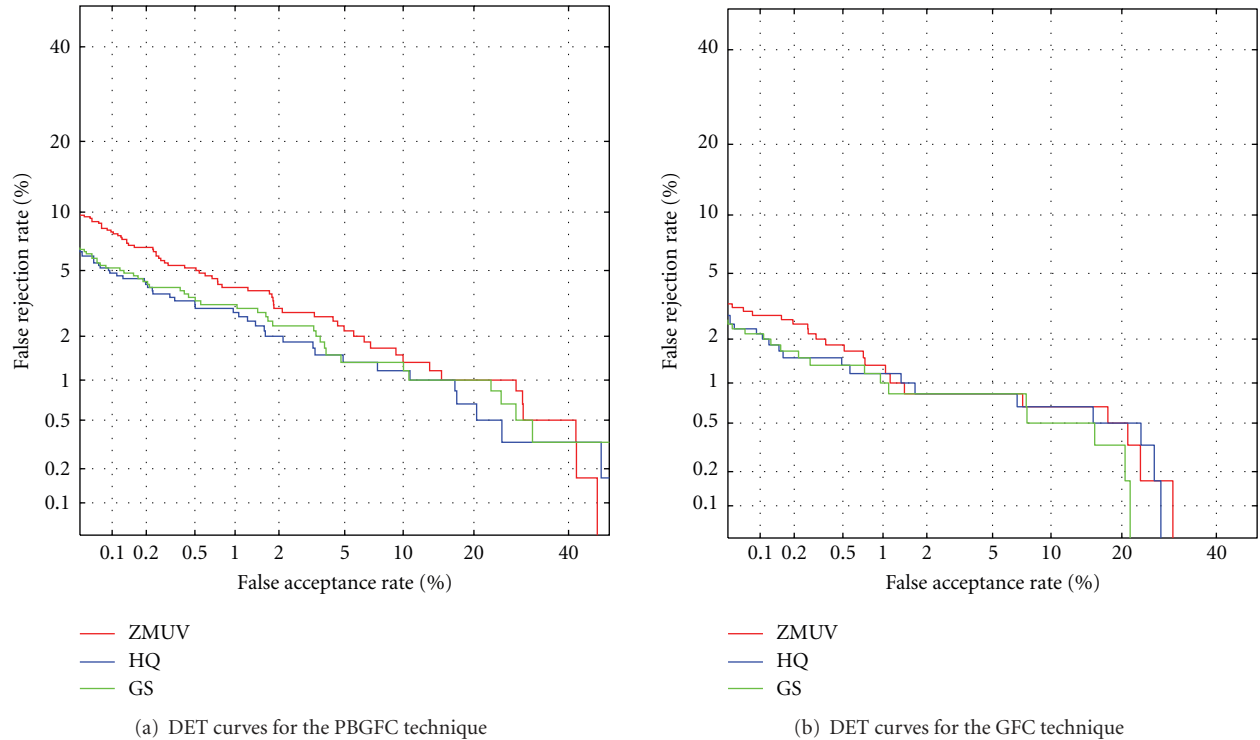 False rejection rate (%)
40
20
10
5
2
1
0.5
0.2
0.1
0.1 0.2 0.5 1 2 5 10 20 40
False acceptance rate (%)
ZMUV
HQ
GS
(a) DET curves for the PBGFC technique
False rejection rate (%)
40
20
10
5
2
1
0.5
0.2
0.1
0.1 0.2 0.5 1 2 5 10 20 40
False acceptance rate (%)
ZMUV
HQ
GS
(b) DET curves for the GFC technique